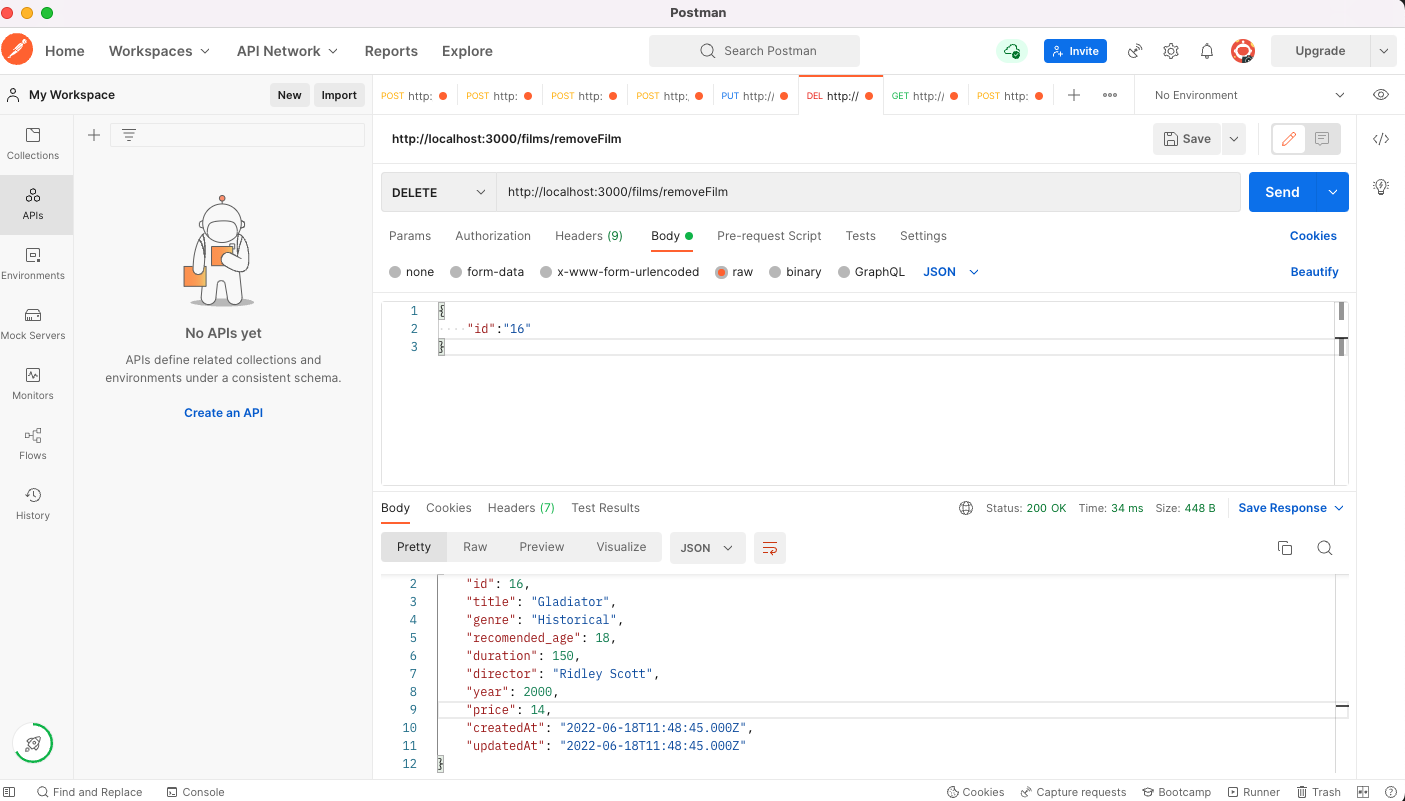 Postman
Home Workspaces API Network Reports Explore Search Postman Invite Upgrade
My Workspace New Import POST http: POST http: POST http: POST http: PUT http:// DEL http:// GET http:// POST http: No Environment
Collections
APIs
Environments
Mock Servers
Monitors
Flows
History
No APIs yet
APIs define related collections and
environments under a consistent schema.
Create an API
http://localhost:3000/films/removeFilm Save
DELETE http://localhost:3000/films/removeFilm Send
Params Authorization Headers (9) Body Pre-request Script Tests Settings Cookies
none form-data x-www-form-urlencoded raw binary GraphQL JSON Beautify
1 {
2 "id":"16"
3 }
Body Cookies Headers (7) Test Results Status: 200 OK Time: 34 ms Size: 448 B Save Response
Pretty Raw Preview Visualize JSON
2 "id": 16,
3 "title": "Gladiator",
4 "genre": "Historical",
5 "recomended_age": 18,
6 "duration": 150,
7 "director": "Ridley Scott",
8 "year": 2000,
9 "price": 14,
10 "createdAt": "2022-06-18T11:48:45.000Z",
11 "updatedAt": "2022-06-18T11:48:45.000Z"
12 }
Find and Replace Console Cookies Capture requests Bootcamp Runner Trash